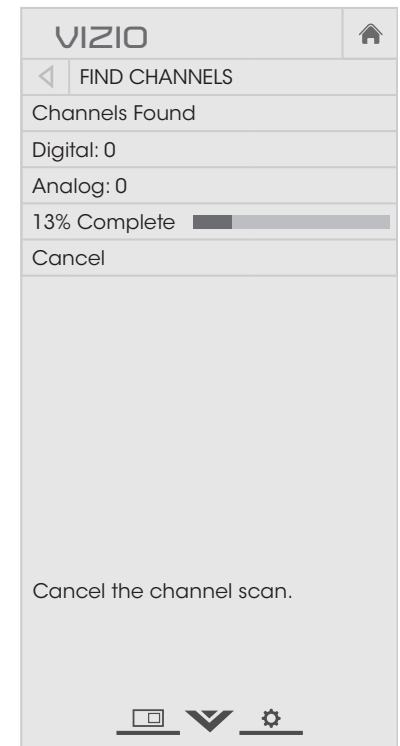 VIZIO
FIND CHANNELS
Channels Found
Digital: 0
Analog: 0
13% Complete
Cancel
Cancel the channel scan.